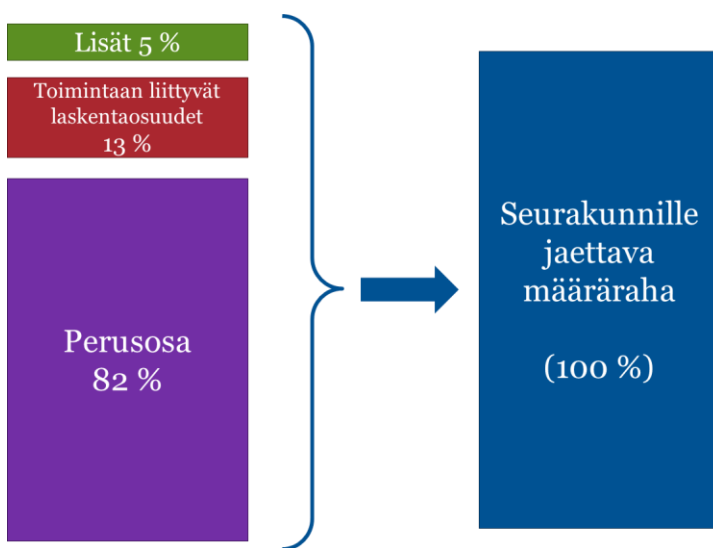 Lisät 5 %
Toimintaan liittyvät
laskentaosuudet
13 %
Perusosa
82 %
Seurakunnille
jaettava
määräraha
(100 %)